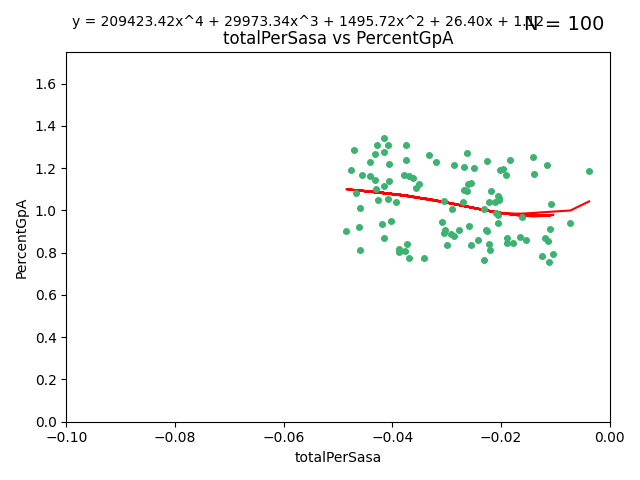 y = 209423.42x^4 + 29973.34x^3 + 1495.72x^2 + 26.40x +
N = 100
totalPerSasa vs PercentGpA
PercentGpA
1.6
1.4
1.2
1.0
0.8
0.6
0.4
0.2
0.0
−0.10 −0.08 −0.06 −0.04 −0.02 0.00
totalPerSasa